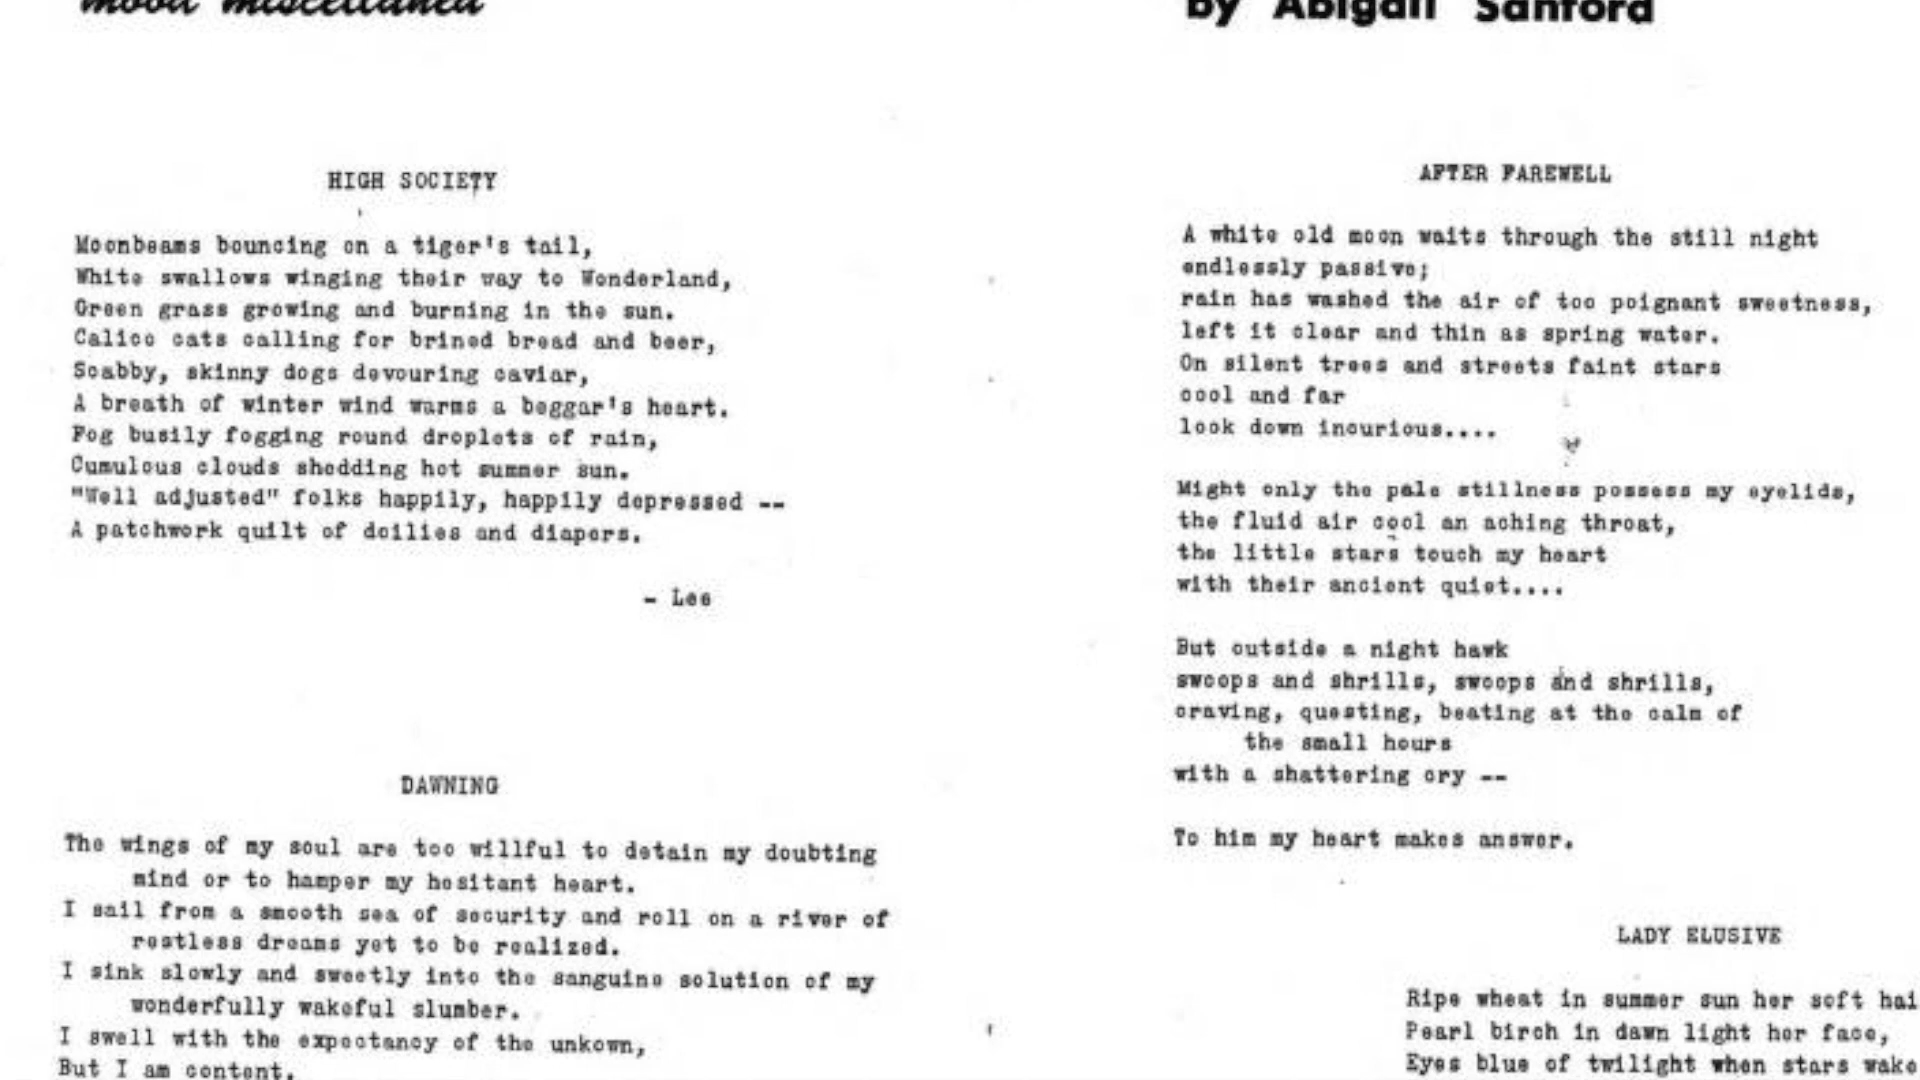 mood miscellanea
HIGH SOCIETY
Moonbeams bouncing on a tiger's tail,
White swallows winging their way to Wonderland,
Green grass growing and burning in the sun.
Calico cats calling for brined bread and beer,
Scabby, skinny dogs devouring caviar,
A breath of winter wind warms a beggar's heart.
Fog busily fogging round droplets of rain,
Cumulous clouds shedding hot summer sun.
"Well adjusted" folks happily, happily depressed --
A patchwork quilt of doilies and diapers.
- Lee
DAWNING
The wings of my soul are too willful to detain my doubting
mind or to hamper my hesitant heart.
I sail from a smooth sea of security and roll on a river of
restless dreams yet to be realized.
I sink slowly and sweetly into the sanguine solution of my
wonderfully wakeful slumber.
I swell with the expectancy of the unkown,
But I am content.
by Abigail Sanford
AFTER FAREWELL
A white old moon waits through the still night
endlessly passive;
rain has washed the air of too poignant sweetness,
left it clear and thin as spring water.
On silent trees and streets faint stars
cool and far
look down incurious....
Might only the pale stillness possess my eyelids,
the fluid air cool an aching throat,
the little stars touch my heart
with their ancient quiet....
But outside a night hawk
swoops and shrills, swoops and shrills,
craving, questing, beating at the calm of
the small hours
with a shattering cry --
To him my heart makes answer.
LADY ELUSIVE
Ripe wheat in summer sun her soft hai
Pearl birch in dawn light her face,
Eyes blue of twilight when stars wake